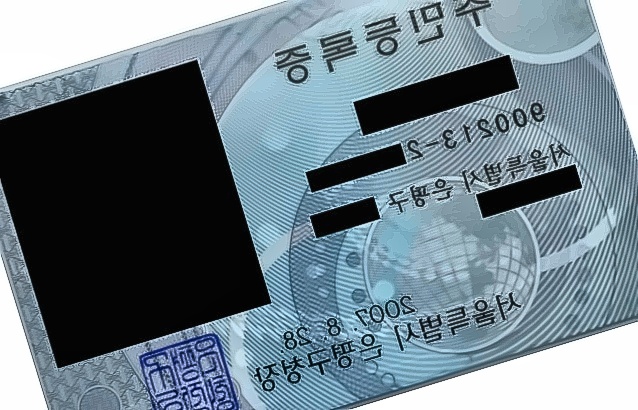 주민등록증
900213-2
서울특별시 은평구
2007. 8. 28
서울특별시 은평구청장